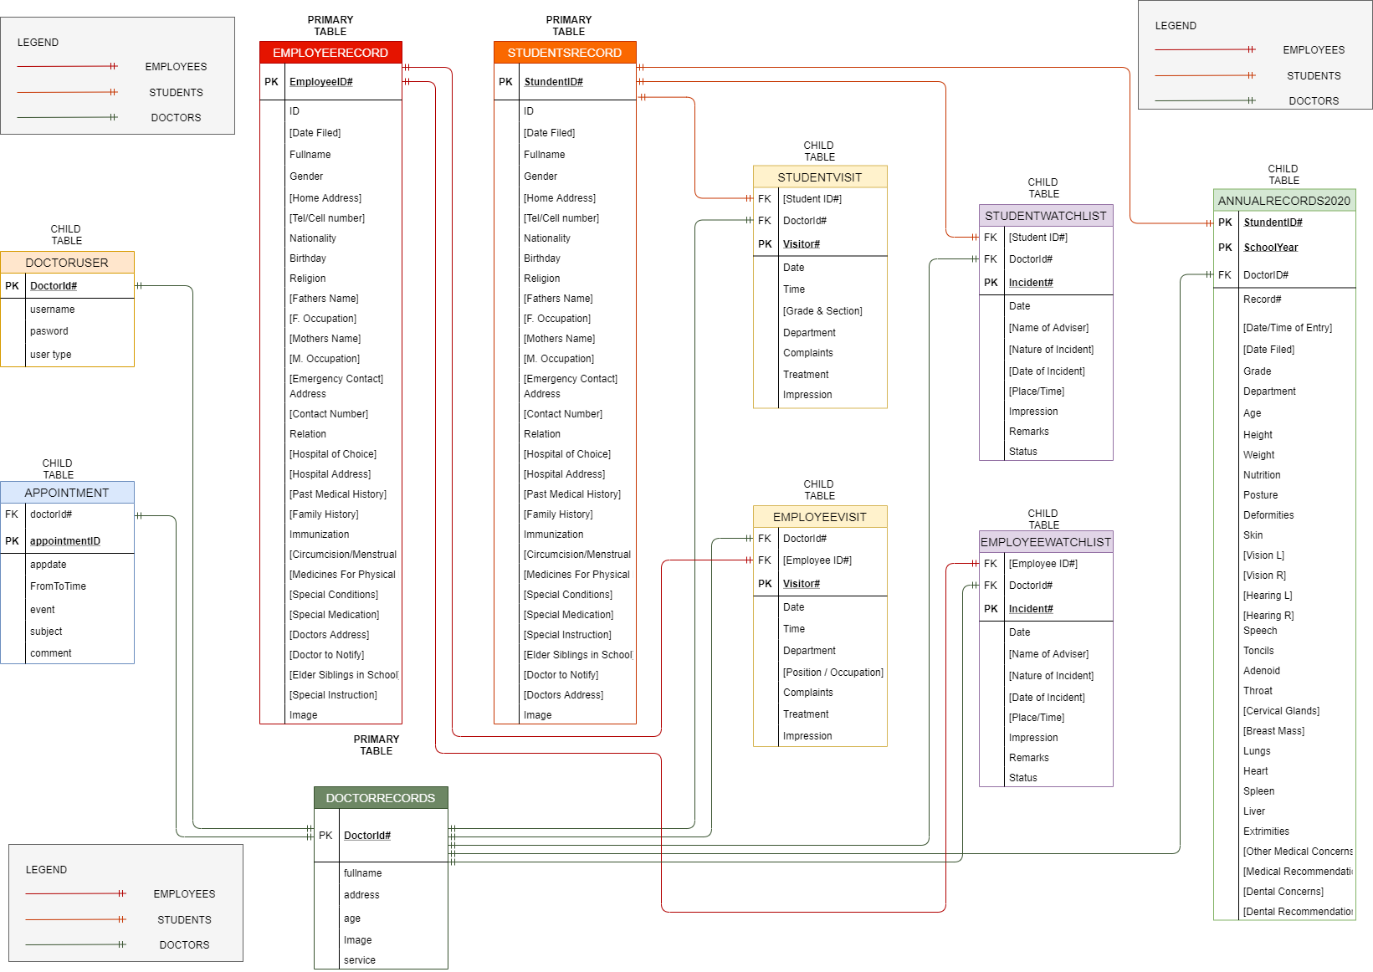 LEGEND
EMPLOYEES
STUDENTS
DOCTORS
PRIMARY
TABLE
EMPLOYEERECORD
PK EmployeeID#
ID
[Date Filed]
Fullname
Gender
[Home Address]
[Tel/Cell number]
Nationality
Birthday
Religion
[Fathers Name]
[F. Occupation]
[Mothers Name]
[M. Occupation]
[Emergency Contact]
Address
[Contact Number]
Relation
[Hospital of Choice]
[Hospital Address]
[Past Medical History]
[Family History]
Immunization
[Circumcision/Menstrual
[Medicines For Physical
[Special Conditions]
[Special Medication]
[Doctors Address]
[Doctor to Notify]
[Elder Siblings in School]
[Special Instruction]
Image
PRIMARY
TABLE
STUDENTSRECORD
PK StundentID#
ID
[Date Filed]
Fullname
Gender
[Home Address]
[Tel/Cell number]
Nationality
Birthday
Religion
[Fathers Name]
[F. Occupation]
[Mothers Name]
[M. Occupation]
[Emergency Contact]
Address
[Contact Number]
Relation
[Hospital of Choice]
[Hospital Address]
[Past Medical History]
[Family History]
Immunization
[Circumcision/Menstrual
[Medicines For Physical
[Special Conditions]
[Special Medication]
[Special Instruction]
[Elder Siblings in School]
[Doctor to Notify]
[Doctors Address]
Image
LEGEND
EMPLOYEES
STUDENTS
DOCTORS
CHILD
TABLE
STUDENTVISIT
FK [Student ID#]
FK DoctorId#
PK Visitor#
Date
Time
[Grade & Section]
Department
Complaints
Treatment
Impression
CHILD
TABLE
STUDENTWATCHLIST
FK [Student ID#]
FK DoctorId#
PK Incident#
Date
[Name of Adviser]
[Nature of Incident]
[Date of Incident]
[Place/Time]
Impression
Remarks
Status
CHILD
TABLE
ANNUALRECORDS2020
PK StundentID#
PK SchoolYear
FK DoctorID#
Record#
[Date/Time of Entry]
[Date Filed]
Grade
Department
Age
Height
Weight
Nutrition
Posture
Deformities
Skin
[Vision L]
[Vision R]
[Hearing L]
[Hearing R]
Speech
Toncils
Adenoid
Throat
[Cervical Glands]
[Breast Mass]
Lungs
Heart
Spleen
Liver
Extrimities
[Other Medical Concerns
[Medical Recommendati
[Dental Concerns]
[Dental Recommendation
CHILD
TABLE
DOCTORUSER
PK DoctorId#
username
pasword
user type
CHILD
TABLE
APPOINTMENT
FK doctorId#
PK appointmentID
appdate
FromToTime
event
subject
comment
CHILD
TABLE
EMPLOYEEVISIT
FK DoctorId#
FK [Employee ID#]
PK Visitor#
Date
Time
Department
[Position / Occupation]
Complaints
Treatment
Impression
CHILD
TABLE
EMPLOYEEWATCHLIST
FK [Employee ID#]
FK DoctorId#
PK Incident#
Date
[Name of Adviser]
[Nature of Incident]
[Date of Incident]
[Place/Time]
Impression
Remarks
Status
PRIMARY
TABLE
DOCTORRECORDS
PK DoctorId#
fullname
address
age
Image
service
LEGEND
EMPLOYEES
STUDENTS
DOCTORS